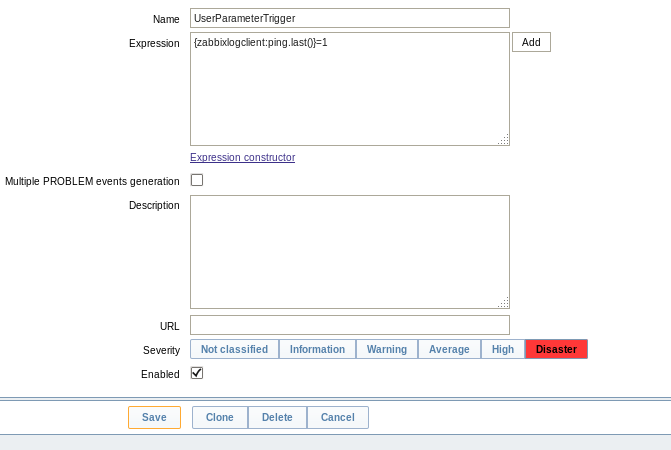 Name UserParameterTrigger
Expression {zabbixlogclient:ping.last()}=1 Add
Expression constructor
Multiple PROBLEM events generation
Description
URL
Severity Not classified Information Warning Average High Disaster
Enabled
Save Clone Delete Cancel